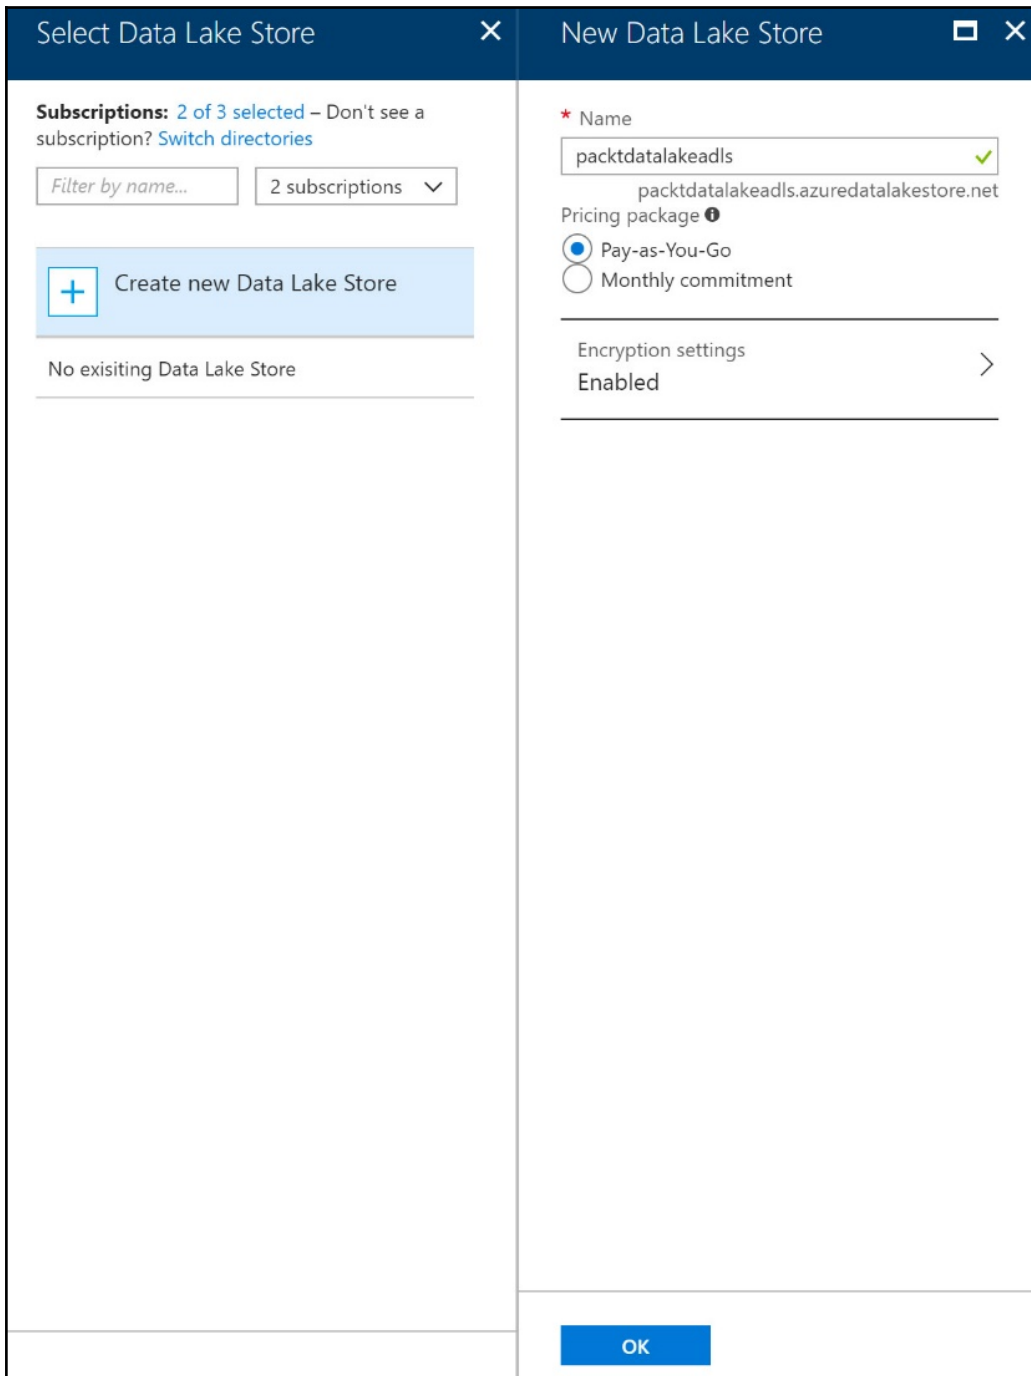 Select Data Lake Store
Subscriptions: 2 of 3 selected – Don't see a
subscription? Switch directories
Filter by name...
2 subscriptions
Create new Data Lake Store
No exisiting Data Lake Store
New Data Lake Store
* Name
packtdatalakeadls
packtdatalakeadls.azuredatalakestore.net
Pricing package
Pay-as-You-Go
Monthly commitment
Encryption settings
Enabled
OK